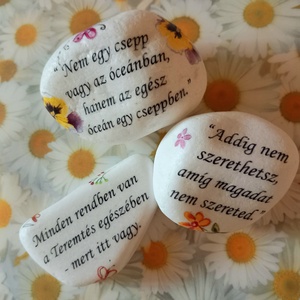 “Nem egy csepp
vagy az óceánban,
hanem az egész
óceán egy cseppben.”
“Addig nem
szerethetsz,
amíg magadat
nem szereted”
Minden rendben van
a Teremtés egészében
- mert itt vagy.